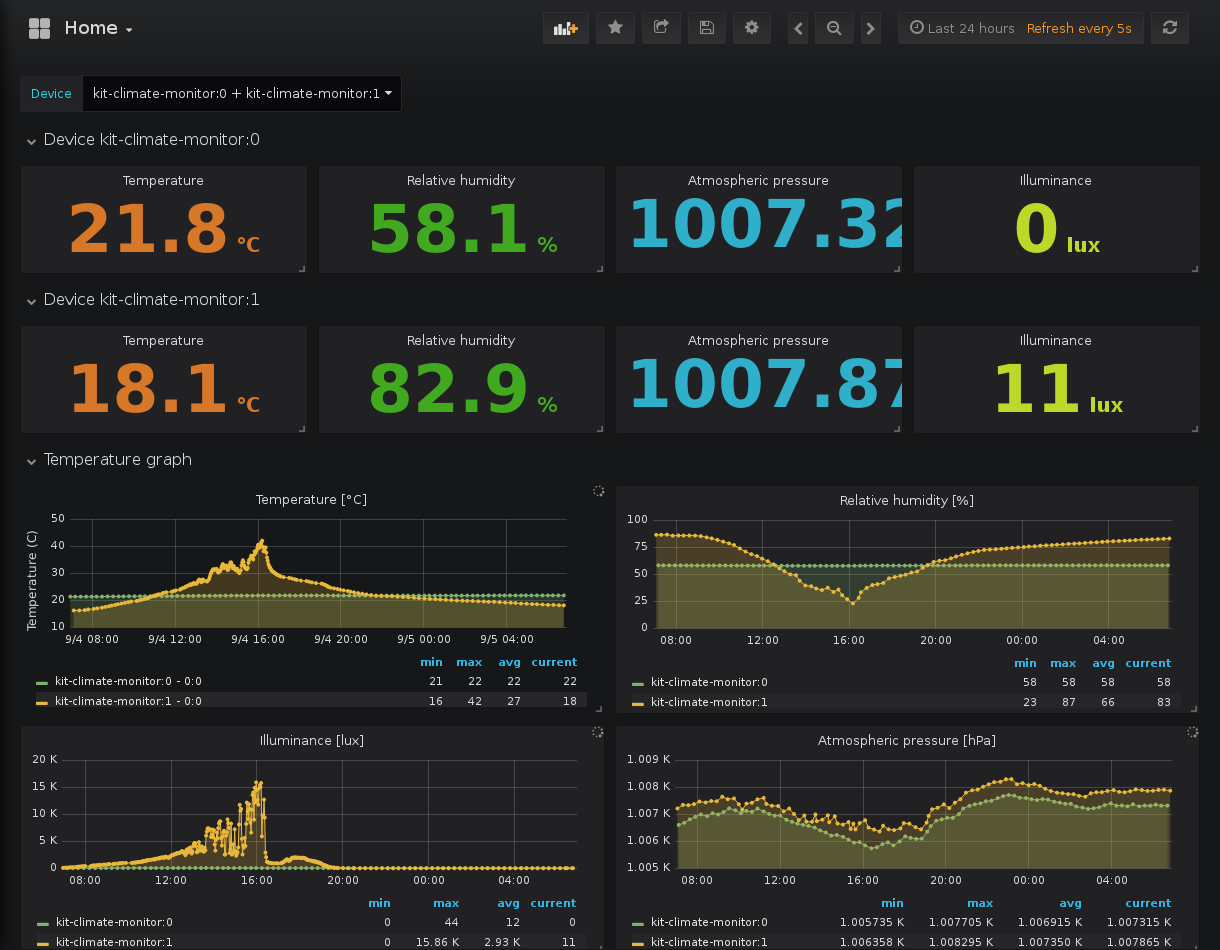 Home
Last 24 hours Refresh every 5s
Device kit-climate-monitor:0 + kit-climate-monitor:1
Device kit-climate-monitor:0
Temperature Relative humidity Atmospheric pressure Illuminance
21.8 °C 58.1 % 1007.32 0 lux
Device kit-climate-monitor:1
Temperature Relative humidity Atmospheric pressure Illuminance
18.1 °C 82.9 % 1007.87 11 lux
Temperature graph
Temperature [°C]
Temperature (C)
50
40
30
20
10
9/4 08:00 9/4 12:00 9/4 16:00 9/4 20:00 9/5 00:00 9/5 04:00
min max avg current
kit-climate-monitor:0 - 0:0 21 22 22 22
kit-climate-monitor:1 - 0:0 16 42 27 18
Relative humidity [%]
100
75
50
25
0
08:00 12:00 16:00 20:00 00:00 04:00
min max avg current
kit-climate-monitor:0 58 58 58 58
kit-climate-monitor:1 23 87 66 83
Illuminance [lux]
20 K
15 K
10 K
5 K
0
08:00 12:00 16:00 20:00 00:00 04:00
min max avg current
kit-climate-monitor:0 0 44 12 0
kit-climate-monitor:1 0 15.86 K 2.93 K 11
Atmospheric pressure [hPa]
1.009 K
1.008 K
1.007 K
1.006 K
1.005 K
08:00 12:00 16:00 20:00 00:00 04:00
min max avg current
kit-climate-monitor:0 1.005735 K 1.007705 K 1.006915 K 1.007315 K
kit-climate-monitor:1 1.006358 K 1.008295 K 1.007350 K 1.007865 K